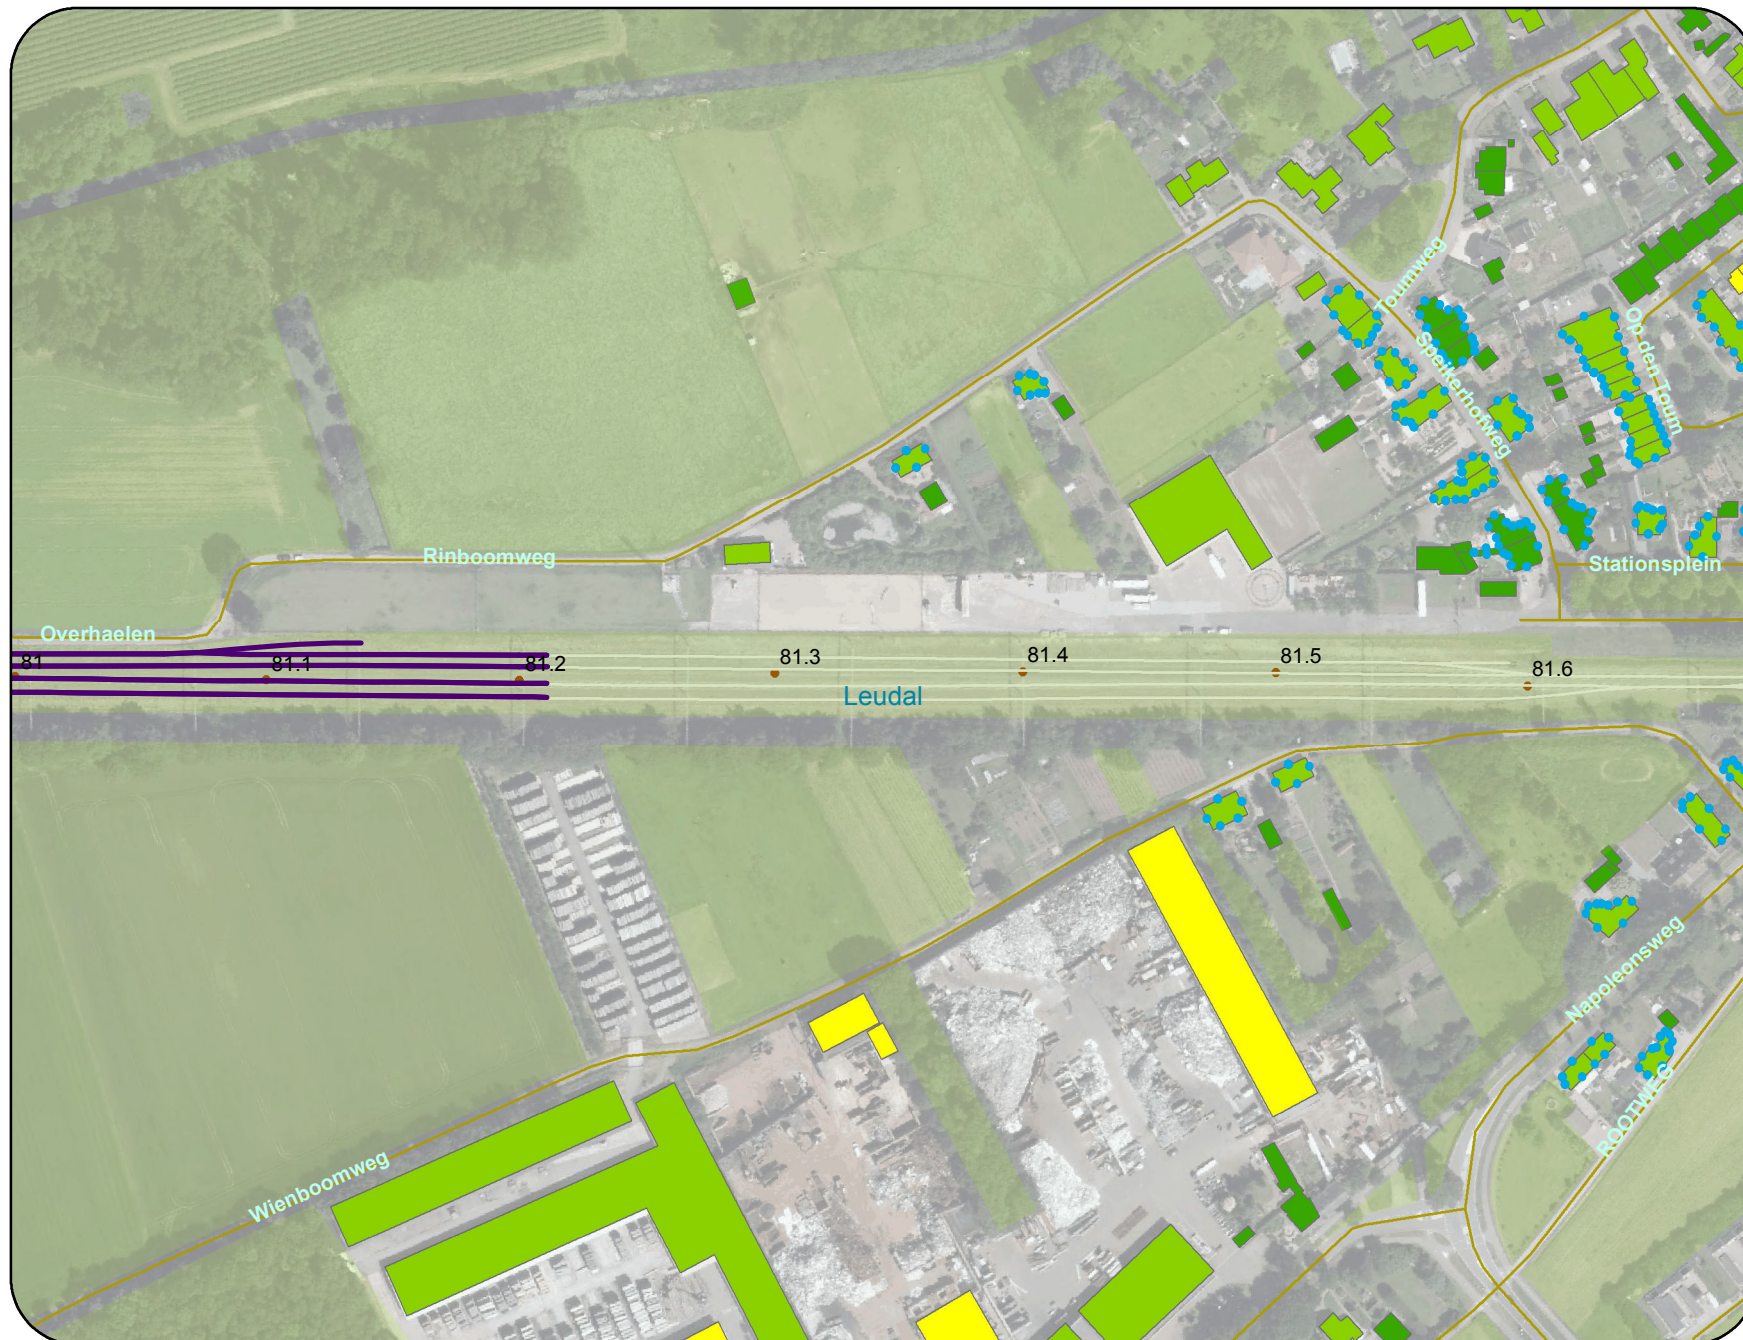 Toumweg
Speikerhofweg
Op den Toum
Rinboomweg
Stationsplein
Overhaelen
81
81.1
81.2
81.3
81.4
81.5
81.6
Leudal
Napoleonsweg
ROOTWEG
Wienboomweg